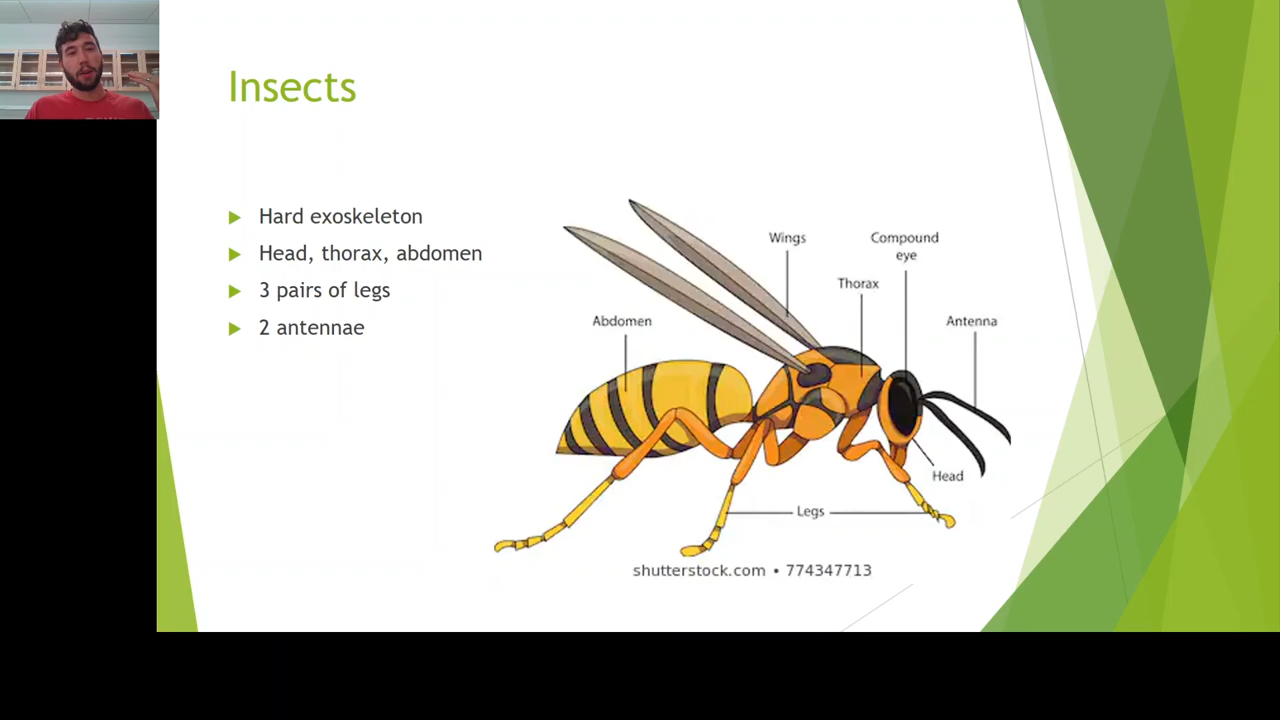 Insects
Hard exoskeleton
Head, thorax, abdomen
3 pairs of legs
2 antennae
Wings
Compound
eye
Thorax
Abdomen
Antenna
Head
Legs
shutterstock.com • 774347713